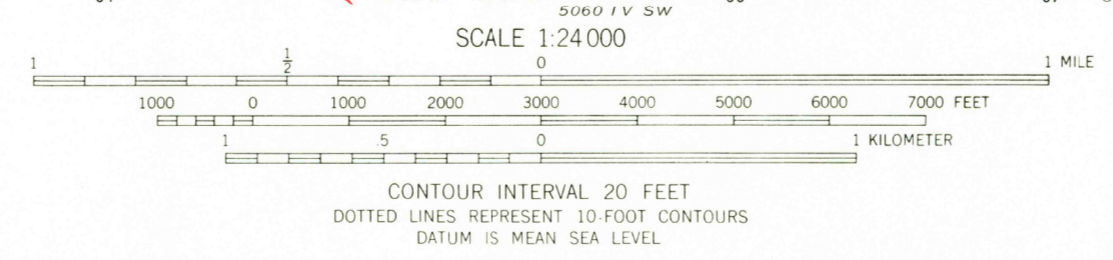 5060 IV SW
SCALE 1:24 000
1 1/2 0 1 MILE
1000 0 1000 2000 3000 4000 5000 6000 7000 FEET
1 .5 0 1 KILOMETER
CONTOUR INTERVAL 20 FEET
DOTTED LINES REPRESENT 10-FOOT CONTOURS
DATUM IS MEAN SEA LEVEL